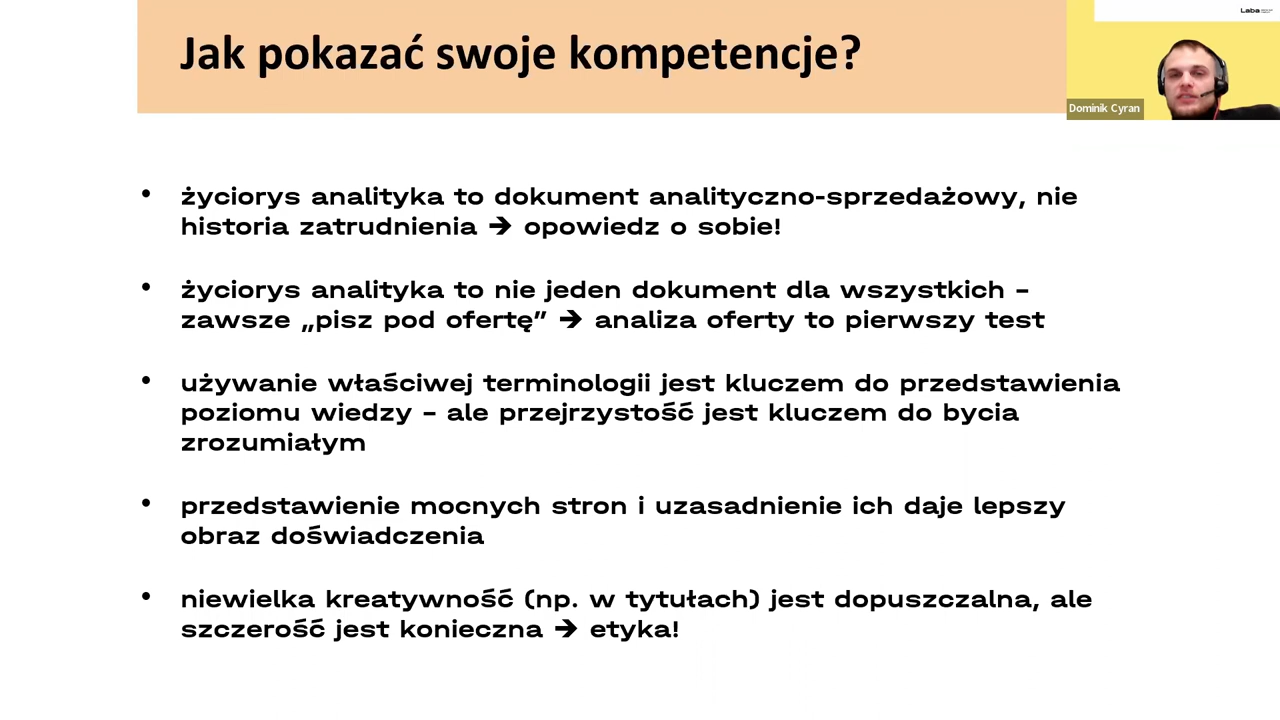 Jak pokazać swoje kompetencje?
Laba
Dominik Cyran
• życiorys analityka to dokument analityczno-sprzedażowy, nie
historia zatrudnienia ➔ opowiedz o sobie!
• życiorys analityka to nie jeden dokument dla wszystkich –
zawsze „pisz pod ofertę” ➔ analiza oferty to pierwszy test
• używanie właściwej terminologii jest kluczem do przedstawienia
poziomu wiedzy – ale przejrzystość jest kluczem do bycia
zrozumiałym
• przedstawienie mocnych stron i uzasadnienie ich daje lepszy
obraz doświadczenia
• niewielka kreatywność (np. w tytułach) jest dopuszczalna, ale
szczerość jest konieczna ➔ etyka!